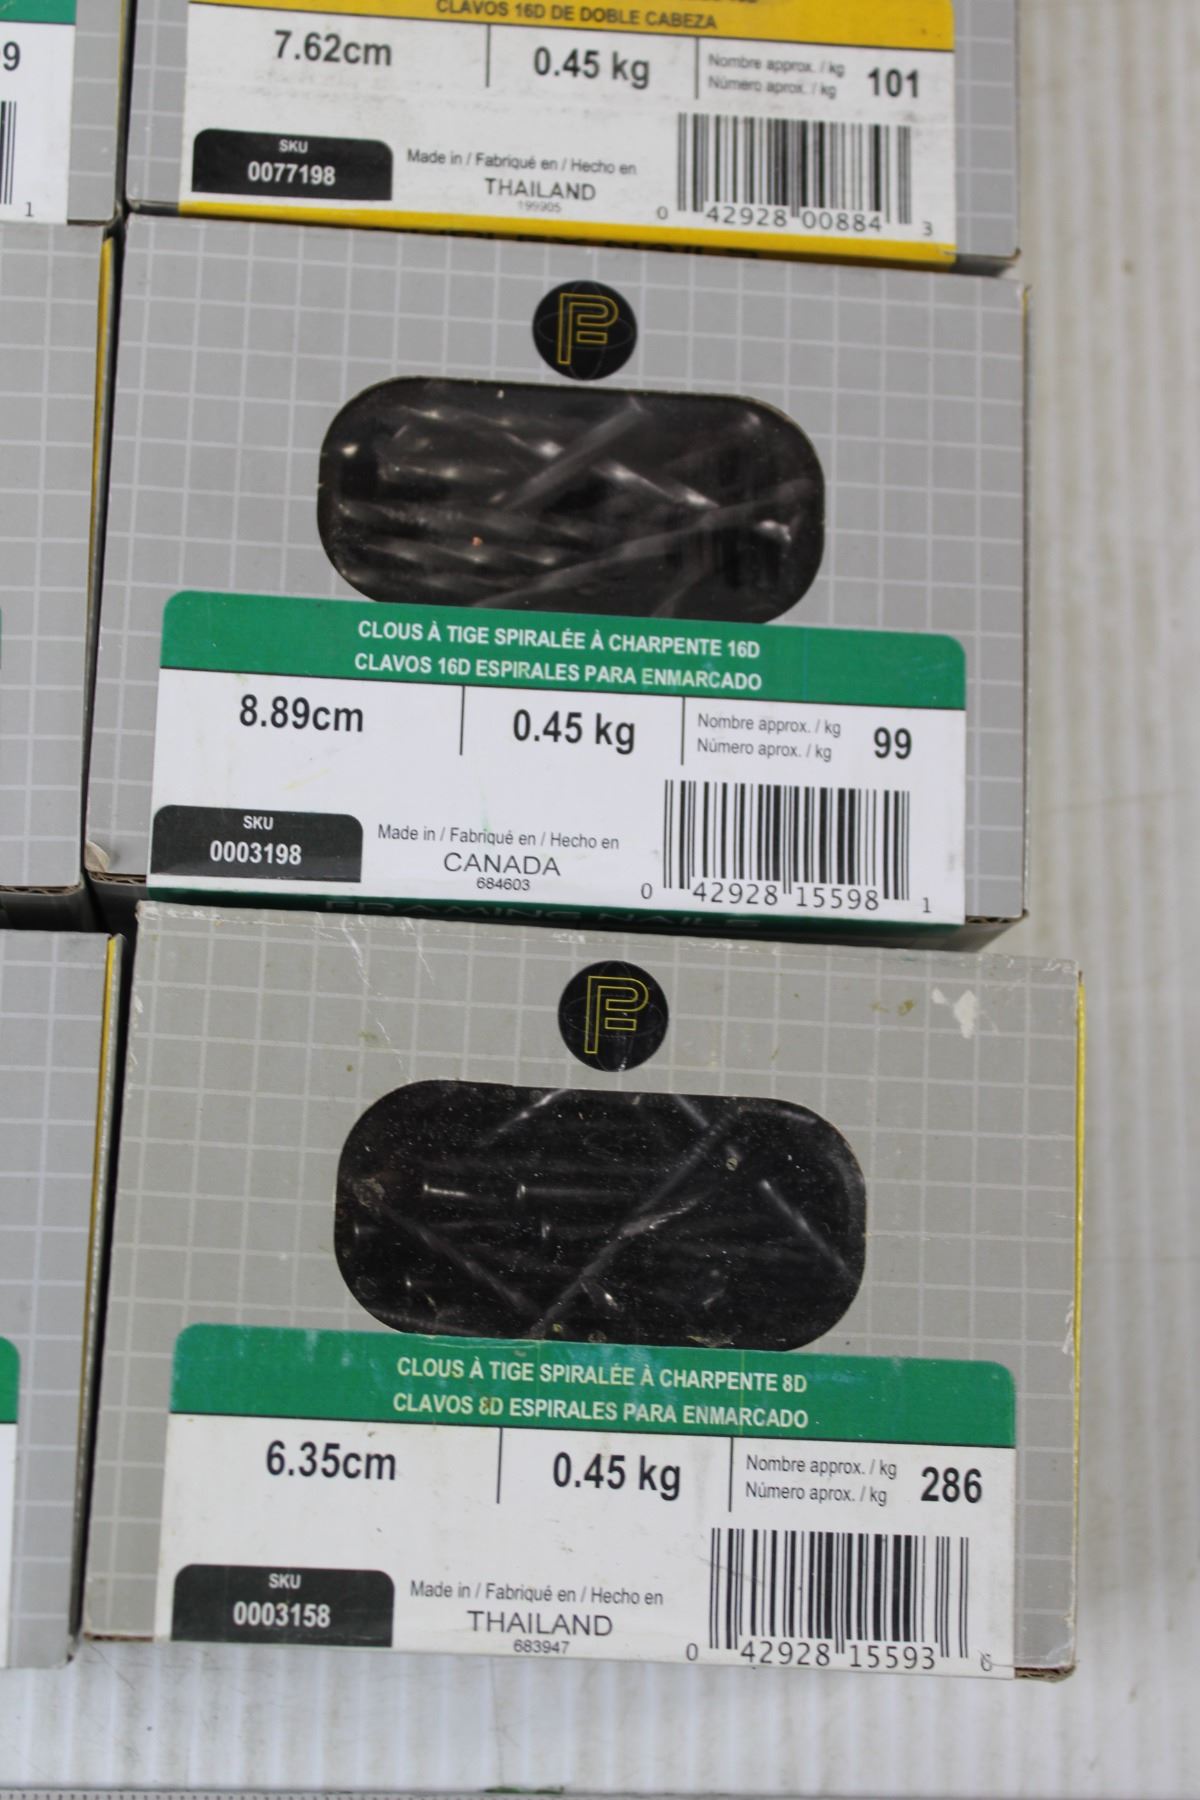 CLAVOS 16D DE DOBLE CABEZA
7.62cm
0.45 kg
Nombre approx. / kg
Número aprox. / kg
101
SKU
0077198
Made in / Fabriqué en / Hecho en
THAILAND
199905
0 42928 00884 3
9
1
CLOUS À TIGE SPIRALÉE À CHARPENTE 16D
CLAVOS 16D ESPIRALES PARA ENMARCADO
8.89cm
0.45 kg
Nombre approx. / kg
Número aprox. / kg
99
SKU
0003198
Made in / Fabriqué en / Hecho en
CANADA
684603
0 42928 15598 1
FRAMING NAILS
CLOUS À TIGE SPIRALÉE À CHARPENTE 8D
CLAVOS 8D ESPIRALES PARA ENMARCADO
6.35cm
0.45 kg
Nombre approx. / kg
Número aprox. / kg
286
SKU
0003158
Made in / Fabriqué en / Hecho en
THAILAND
683947
0 42928 15593 6